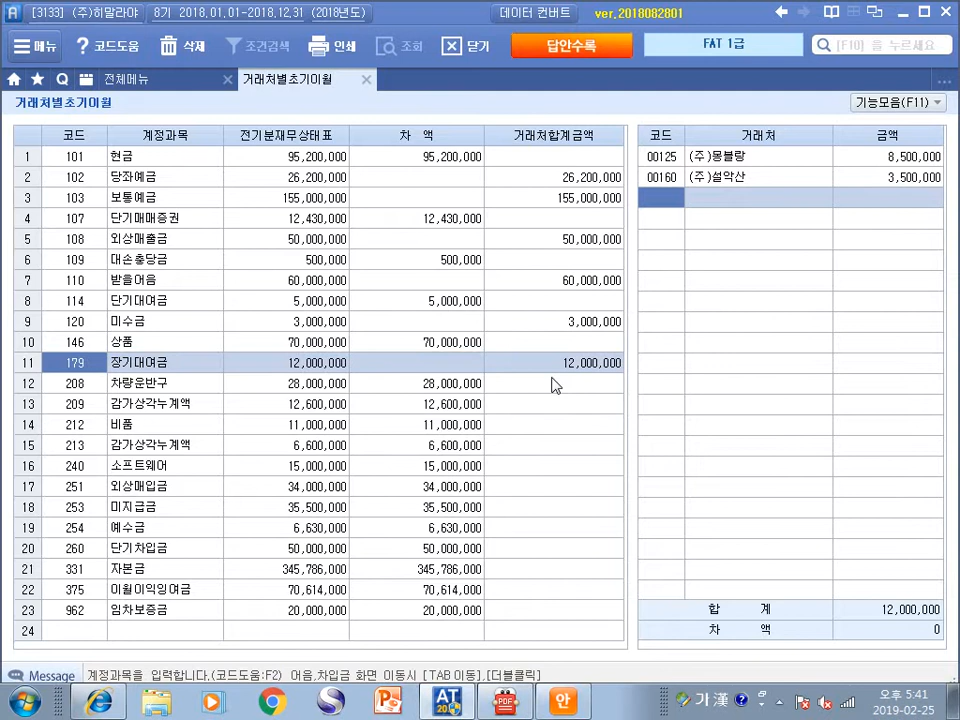 [3133] (주)히말라야 8기 2018.01.01-2018.12.31 (2018년도) 데이터 컨버트 ver.2018082801
메뉴 ? 코드도움 삭제 조건검색 인쇄 조회 닫기 답안수록 FAT 1급 [F10] 을 누르세요
전체메뉴 거래처별초기이월
거래처별초기이월 기능모음(F11)
코드 계정과목 전기분재무상태표 차 액 거래처합계금액 코드 거래처 금액
1 101 현금 95,200,000 95,200,000 00125 (주)몽블랑 8,500,000
2 102 당좌예금 26,200,000 26,200,000 00160 (주)설악산 3,500,000
3 103 보통예금 155,000,000 155,000,000
4 107 단기매매증권 12,430,000 12,430,000
5 108 외상매출금 50,000,000 50,000,000
6 109 대손충당금 500,000 500,000
7 110 받을어음 60,000,000 60,000,000
8 114 단기대여금 5,000,000 5,000,000
9 120 미수금 3,000,000 3,000,000
10 146 상품 70,000,000 70,000,000
11 179 장기대여금 12,000,000 12,000,000
12 208 차량운반구 28,000,000 28,000,000
13 209 감가상각누계액 12,600,000 12,600,000
14 212 비품 11,000,000 11,000,000
15 213 감가상각누계액 6,600,000 6,600,000
16 240 소프트웨어 15,000,000 15,000,000
17 251 외상매입금 34,000,000 34,000,000
18 253 미지급금 35,500,000 35,500,000
19 254 예수금 6,630,000 6,630,000
20 260 단기차입금 50,000,000 50,000,000
21 331 자본금 345,786,000 345,786,000
22 375 이월이익잉여금 70,614,000 70,614,000
23 962 임차보증금 20,000,000 20,000,000 합 계 12,000,000
24 차 액 0
Message 계정과목을 입력합니다.(코드도움:F2) 어음,차입금 화면 이동시 [TAB 이동],[더블클릭]
가 漢 오후 5:41
2019-02-25